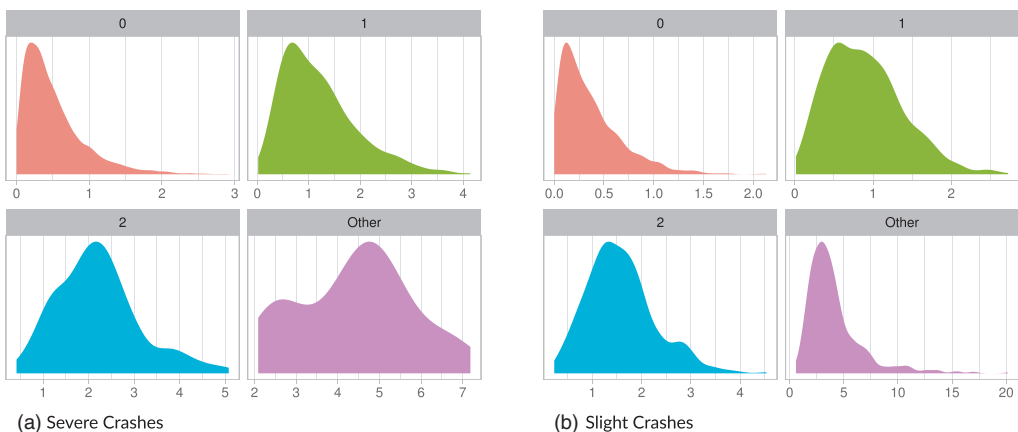 0 1
0 1 2 3 0 1 2 3 4
2 Other
1 2 3 4 5 2 3 4 5 6 7
(a) Severe Crashes
0 1
0.0 0.5 1.0 1.5 2.0 0 1 2
2 Other
1 2 3 4 0 5 10 15 20
(b) Slight Crashes